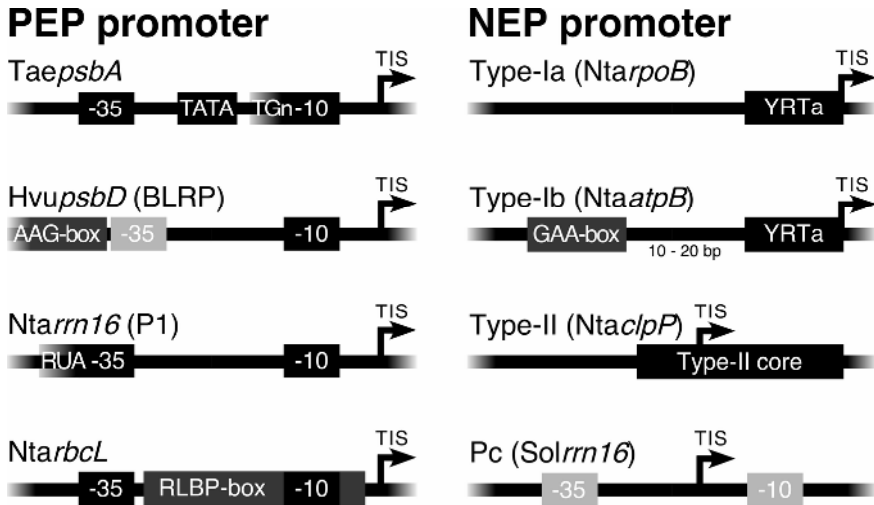 PEP promoter
TaepsbA
TIS
-35 TATA TGn-10
HvupsbD (BLRP)
TIS
AAG-box -35 -10
Ntarrn16 (P1)
TIS
RUA -35 -10
NtarbcL
TIS
-35 RLBP-box -10
NEP promoter
Type-Ia (NtarpoB)
TIS
YRTa
Type-Ib (NtaatpB)
TIS
GAA-box YRTa
10 - 20 bp
Type-II (NtaclpP)
TIS
Type-II core
Pc (Solrrn16)
TIS
-35 -10